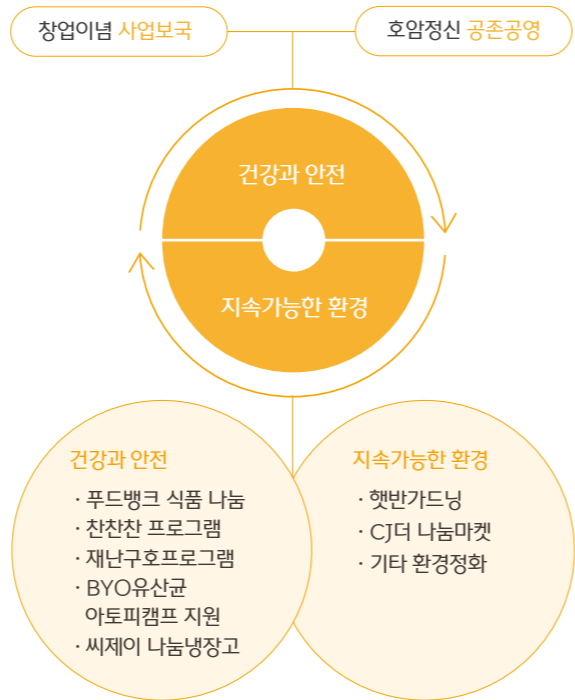 창업이념 사업보국
호암정신 공존공영
건강과 안전
지속가능한 환경
건강과 안전
· 푸드뱅크 식품 나눔
· 찬찬찬 프로그램
· 재난구호프로그램
· BYO유산균
아토피캠프 지원
· 씨제이 나눔냉장고
지속가능한 환경
· 햇반가드닝
· CJ더 나눔마켓
· 기타 환경정화